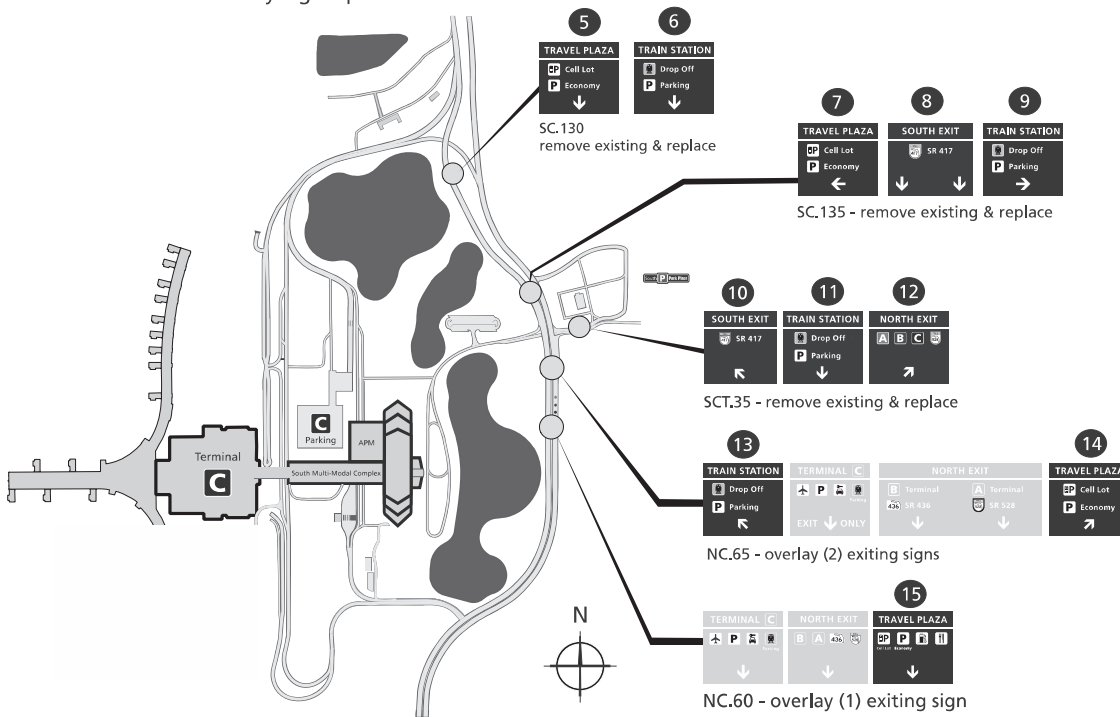 5
6
TRAVEL PLAZA
P Cell Lot
P Economy
TRAIN STATION
Drop Off
P Parking
SC.130
remove existing & replace
7
8
9
TRAVEL PLAZA
P Cell Lot
P Economy
SOUTH EXIT
SR 417
TRAIN STATION
Drop Off
P Parking
SC.135 - remove existing & replace
South P Park Place
10
11
12
SOUTH EXIT
SR 417
TRAIN STATION
Drop Off
P Parking
NORTH EXIT
A B C
SCT.35 - remove existing & replace
C
Parking
APM
Terminal
C
South Multi-Modal Complex
13
14
TRAIN STATION
Drop Off
P Parking
TERMINAL C
P
Parking
EXIT ONLY
NORTH EXIT
B Terminal
436 SR 436
A Terminal
SR 528
TRAVEL PLAZA
P Cell Lot
P Economy
NC.65 - overlay (2) exiting signs
N
15
TERMINAL C
P
Parking
NORTH EXIT
B A 436
TRAVEL PLAZA
P P
Cell Lot Economy
NC.60 - overlay (1) exiting sign